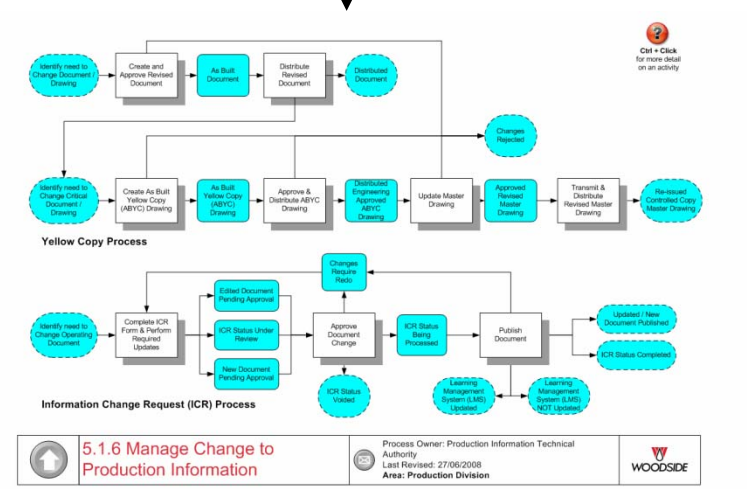 Ctrl + Click
for more detail
on an activity
Identify need to
Change Document /
Drawing
Create and
Approve Revised
Document
As Built
Document
Distribute
Revised
Document
Distributed
Document
Changes
Rejected
Identify need to
Change Critical
Document /
Drawing
Create As Built
Yellow Copy
(ABYC) Drawing
As Built
Yellow Copy
(ABYC)
Drawing
Approve &
Distribute ABYC
Drawing
Distributed
Engineering
Approved
ABYC
Drawing
Update Master
Drawing
Approved
Revised
Master
Drawing
Transmit &
Distribute
Revised Master
Drawing
Re-issued
Controlled Copy
Master Drawing
Yellow Copy Process
Changes
Require
Redo
Identify need to
Change Operating
Document
Complete ICR
Form & Perform
Required
Updates
Edited Document
Pending Approval
ICR Status Under
Review
New Document
Pending Approval
Approve
Document
Change
ICR Status
Being
Processed
Publish
Document
Updated / New
Document Published
ICR Status Completed
ICR Status
Voided
Learning
Management
System (LMS)
Updated
Learning
Management
System (LMS)
NOT Updated
Information Change Request (ICR) Process
5.1.6 Manage Change to
Production Information
Process Owner: Production Information Technical
Authority
Last Revised: 27/06/2008
Area: Production Division
WOODSIDE